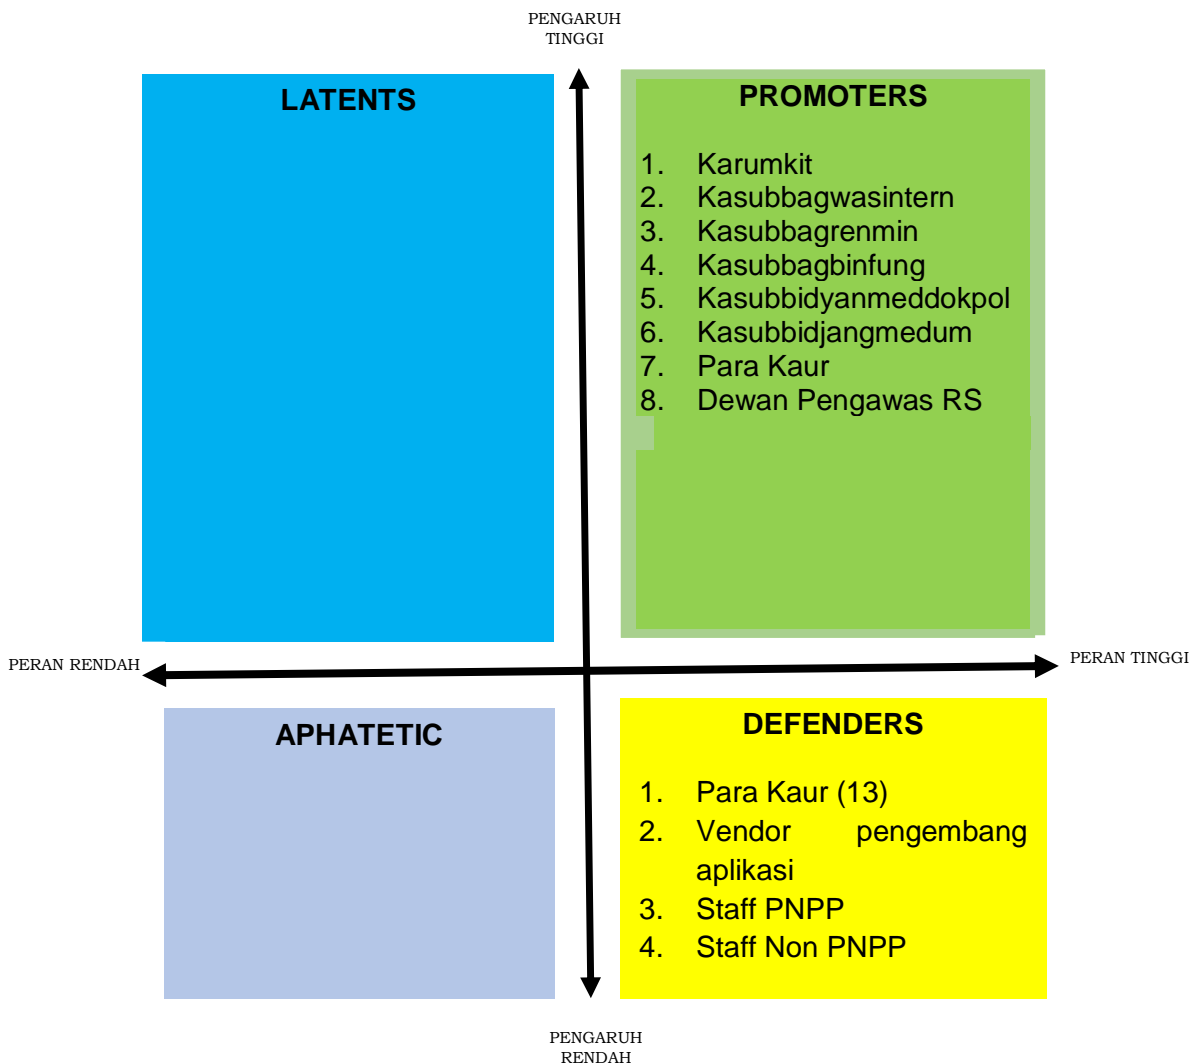 PENGARUH
TINGGI
LATENTS
PROMOTERS
1. Karumkit
2. Kasubbagwasintern
3. Kasubbagrenmin
4. Kasubbagbinfung
5. Kasubbidyanmeddokpol
6. Kasubbidjangmedum
7. Para Kaur
8. Dewan Pengawas RS
PERAN RENDAH
PERAN TINGGI
APHATETIC
DEFENDERS
1. Para Kaur (13)
2. Vendor pengembang
aplikasi
3. Staff PNPP
4. Staff Non PNPP
PENGARUH
RENDAH